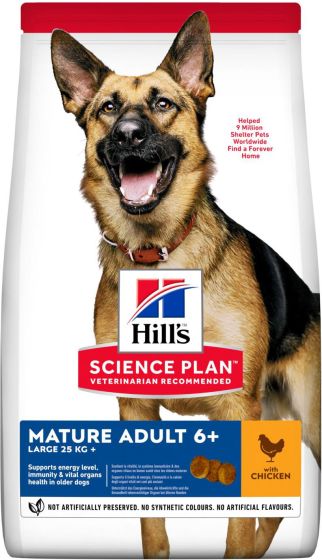 Helped
9 Million
Shelter Pets
Worldwide
Find a Forever
Home
Hill's
SCIENCE PLAN™
VETERINARIAN RECOMMENDED
MATURE ADULT 6+
LARGE 25 KG +
Supports energy level,
immunity & vital organs
health in older dogs
with
CHICKEN
NOT ARTIFICIALLY PRESERVED. NO SYNTHETIC COLOURS. NO ARTIFICIAL FLAVOURS.